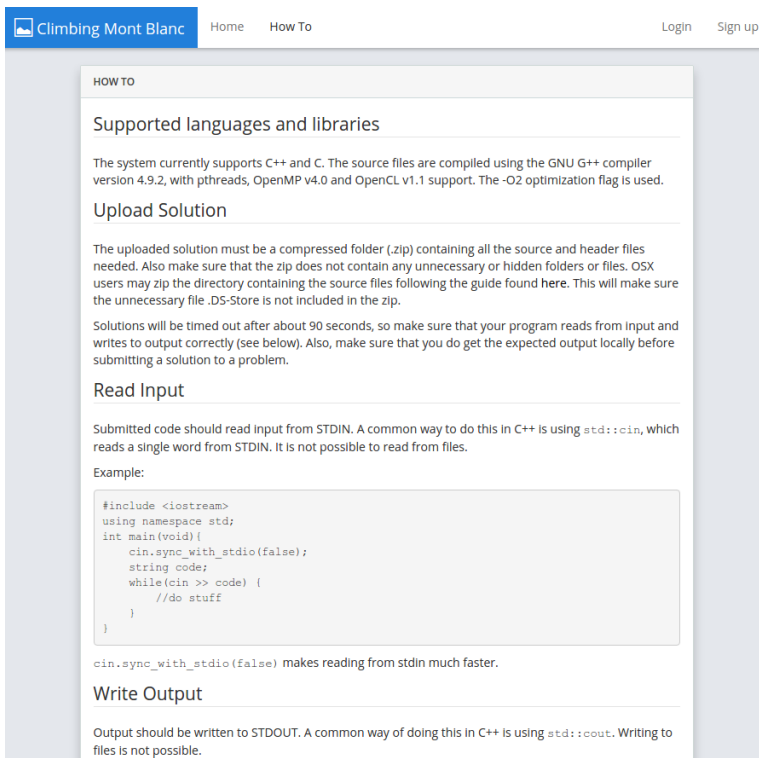 Climbing Mont Blanc Home How To Login Sign up
HOW TO
Supported languages and libraries
The system currently supports C++ and C. The source files are compiled using the GNU G++ compiler
version 4.9.2, with pthreads, OpenMP v4.0 and OpenCL v1.1 support. The -O2 optimization flag is used.
Upload Solution
The uploaded solution must be a compressed folder (.zip) containing all the source and header files
needed. Also make sure that the zip does not contain any unnecessary or hidden folders or files. OSX
users may zip the directory containing the source files following the guide found here. This will make sure
the unnecessary file .DS-Store is not included in the zip.
Solutions will be timed out after about 90 seconds, so make sure that your program reads from input and
writes to output correctly (see below). Also, make sure that you do get the expected output locally before
submitting a solution to a problem.
Read Input
Submitted code should read input from STDIN. A common way to do this in C++ is using std::cin, which
reads a single word from STDIN. It is not possible to read from files.
Example:
#include <iostream>
using namespace std;
int main(void){
    cin.sync_with_stdio(false);
    string code;
    while(cin >> code) {
        //do stuff
    }
}
cin.sync_with_stdio(false) makes reading from stdin much faster.
Write Output
Output should be written to STDOUT. A common way of doing this in C++ is using std::cout. Writing to
files is not possible.